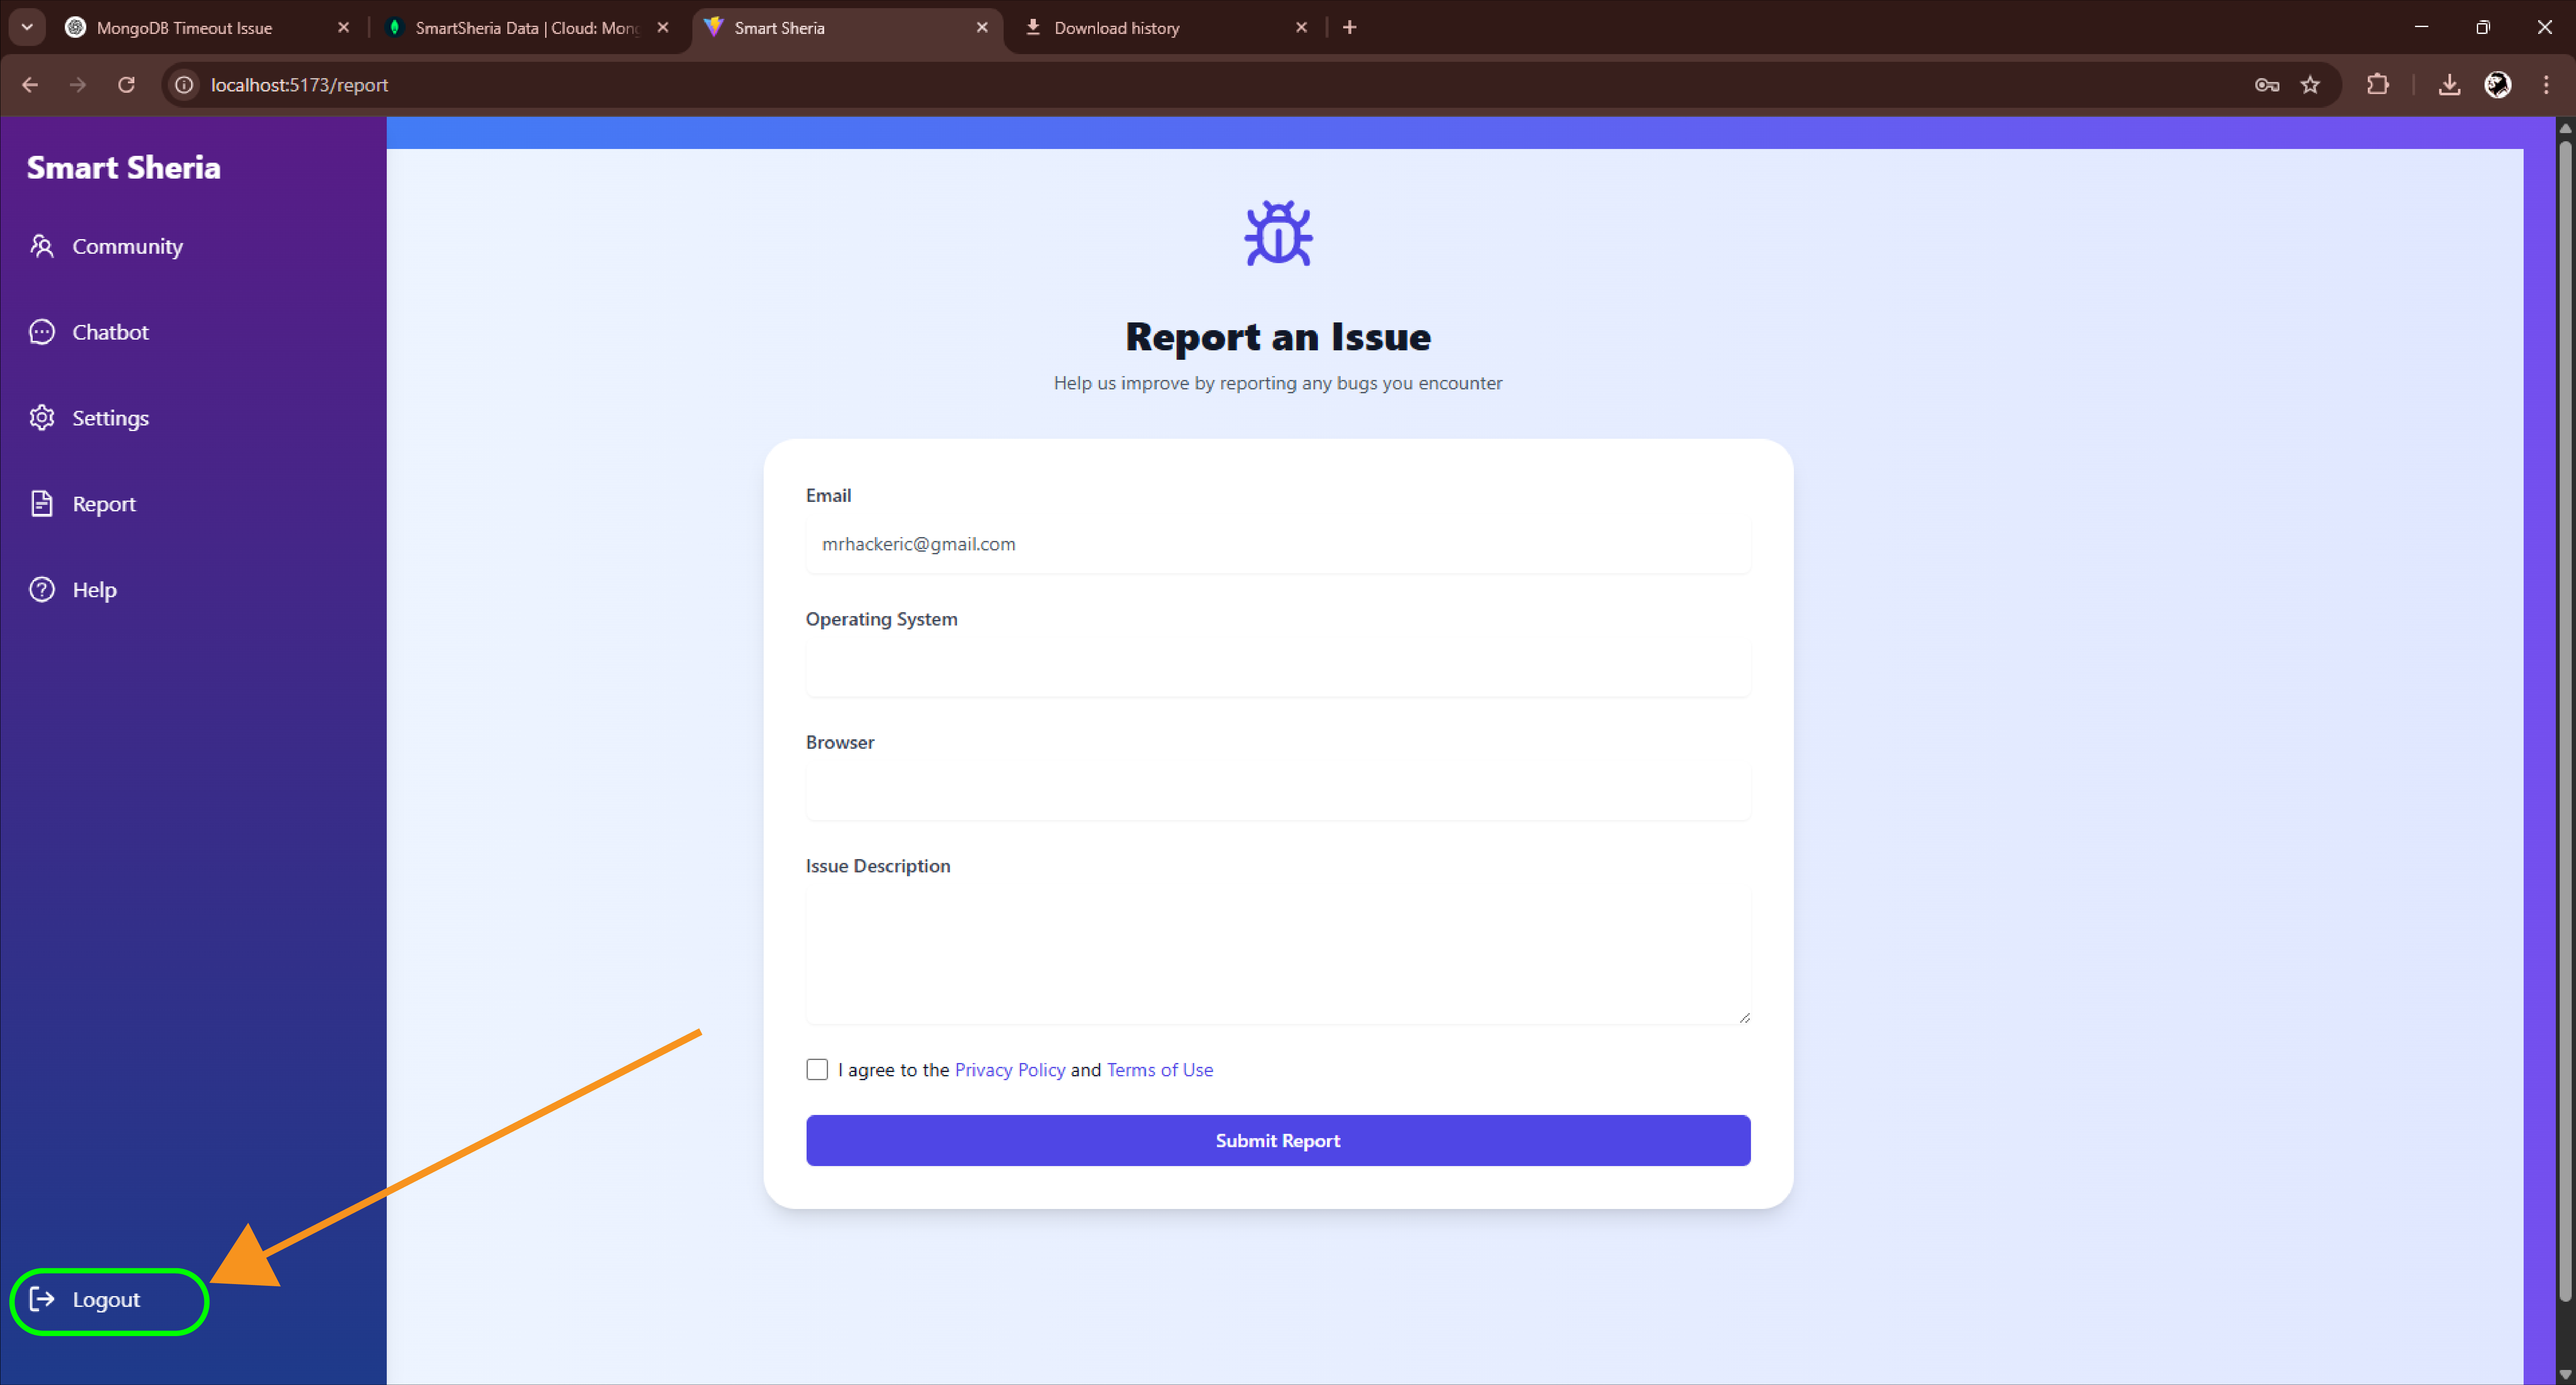 MongoDB Timeout Issue
SmartSheria Data | Cloud: Mong
Smart Sheria
Download history
localhost:5173/report
Smart Sheria
Community
Chatbot
Settings
Report
Help
Logout
Report an Issue
Help us improve by reporting any bugs you encounter
Email
mrhackeric@gmail.com
Operating System
Browser
Issue Description
I agree to the Privacy Policy and Terms of Use
Submit Report